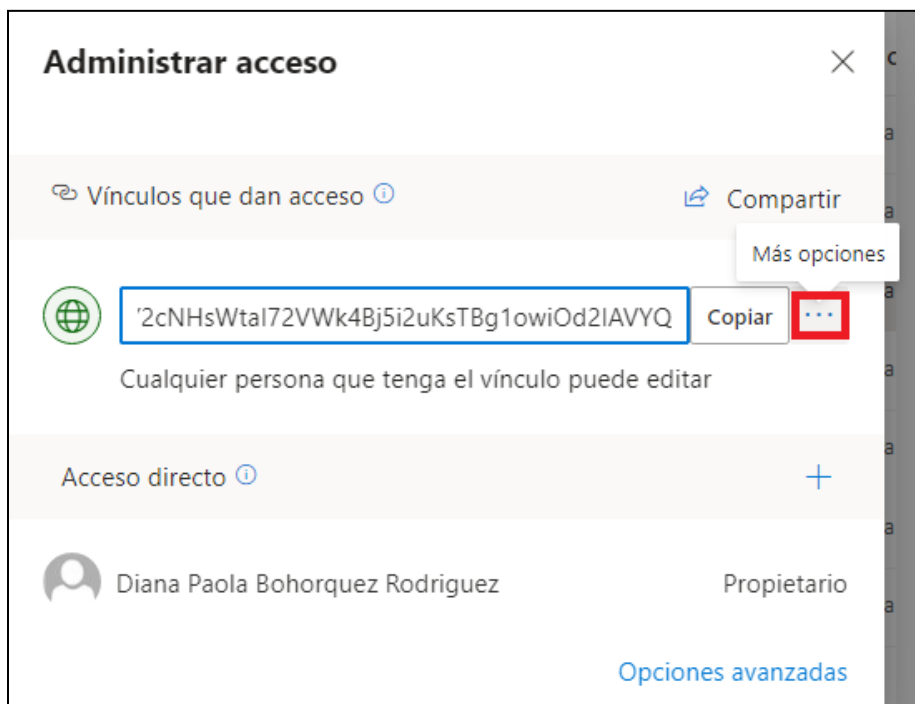 Administrar acceso
Vínculos que dan acceso
Compartir
Más opciones
Copiar
Cualquier persona que tenga el vínculo puede editar
Acceso directo
Diana Paola Bohorquez Rodriguez Propietario
Opciones avanzadas